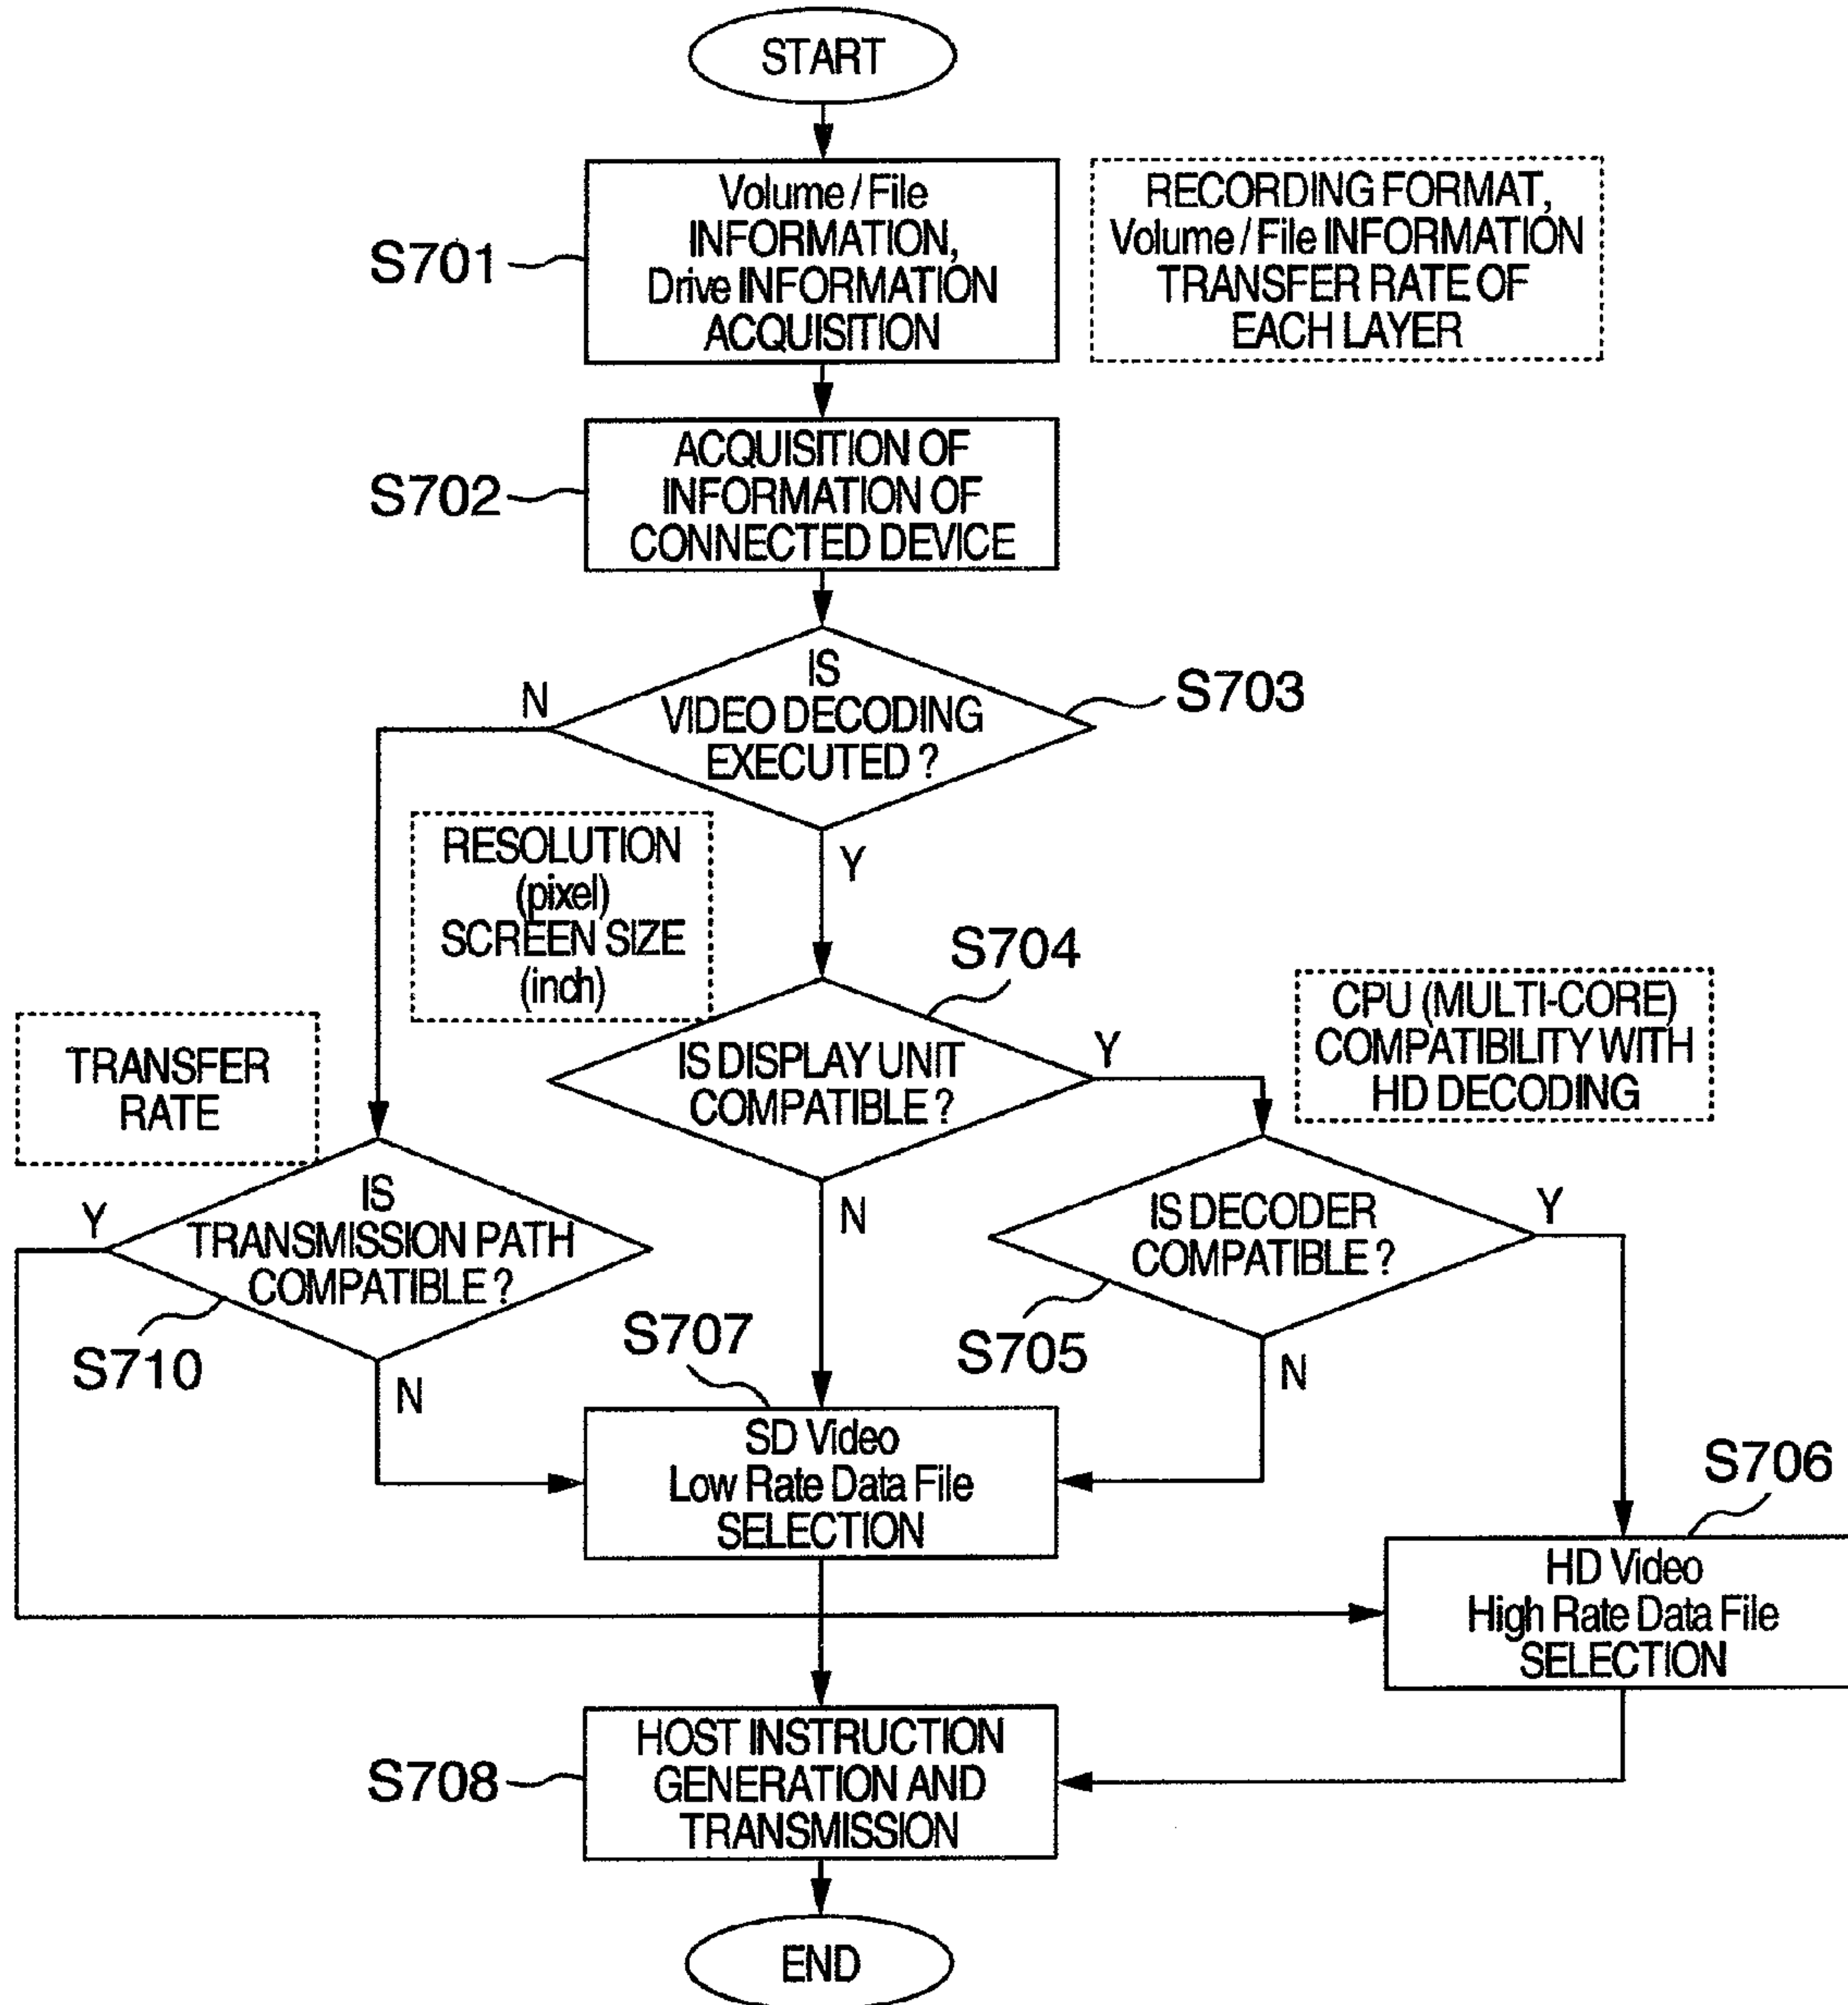 START
Volume / File
INFORMATION,
Drive INFORMATION
ACQUISITION
S701
RECORDING FORMAT,
Volume / File INFORMATION
TRANSFER RATE OF
EACH LAYER
ACQUISITION OF
INFORMATION OF
CONNECTED DEVICE
S702
IS
VIDEO DECODING
EXECUTED ?
S703
N
Y
RESOLUTION
(pixel)
SCREEN SIZE
(inch)
S704
IS DISPLAY UNIT
COMPATIBLE ?
Y
N
CPU (MULTI-CORE)
COMPATIBILITY WITH
HD DECODING
TRANSFER
RATE
IS
TRANSMISSION PATH
COMPATIBLE ?
Y
S710
N
IS DECODER
COMPATIBLE ?
Y
S705
N
S707
SD Video
Low Rate Data File
SELECTION
S706
HD Video
High Rate Data File
SELECTION
HOST INSTRUCTION
GENERATION AND
TRANSMISSION
S708
END